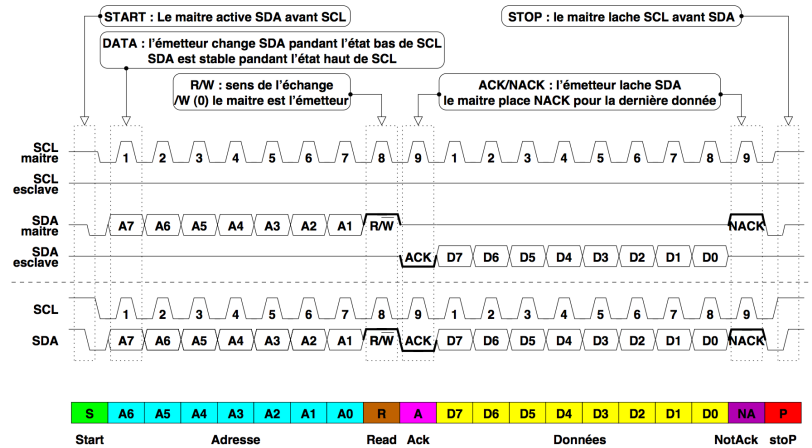 START : Le maitre active SDA avant SCL
STOP : le maitre lache SCL avant SDA
DATA : l'émetteur change SDA pandant l'état bas de SCL
SDA est stable pandant l'état haut de SCL
R/W : sens de l'échange
/W (0) le maitre est l'émetteur
ACK/NACK : l'émetteur lache SDA
le maitre place NACK pour la dernière donnée
SCL
maitre
1 2 3 4 5 6 7 8 9 1 2 3 4 5 6 7 8 9
SCL
esclave
SDA
maitre
A7 A6 A5 A4 A3 A2 A1 R/W NACK
SDA
esclave
ACK D7 D6 D5 D4 D3 D2 D1 D0
SCL
1 2 3 4 5 6 7 8 9 1 2 3 4 5 6 7 8 9
SDA
A7 A6 A5 A4 A3 A2 A1 R/W ACK D7 D6 D5 D4 D3 D2 D1 D0 NACK
S A6 A5 A4 A3 A2 A1 A0 R A D7 D6 D5 D4 D3 D2 D1 D0 NA P
Start Adresse Read Ack Données NotAck stoP